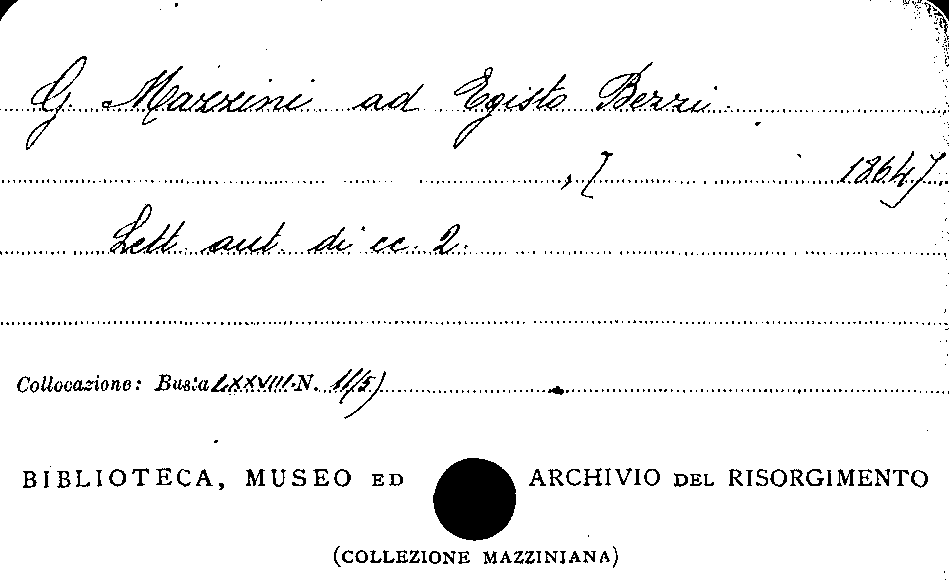 G. Mazzini ad Egisto Bezzi.
, [ 1864].
Lett. aut. di cc. 2.
Collocazione: Busta LXXVIII. N. 11/5)
BIBLIOTECA, MUSEO ED ARCHIVIO DEL RISORGIMENTO
(COLLEZIONE MAZZINIANA)